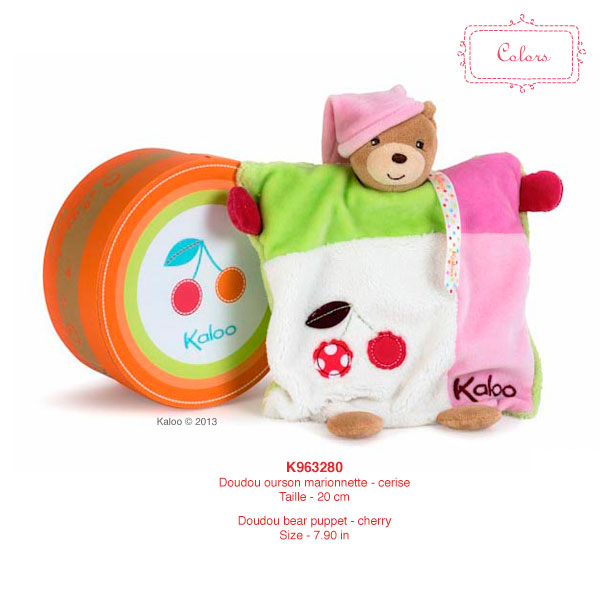 Colors
Kaloo
Kaloo
Kaloo © 2013
K963280
Doudou ourson marionnette - cerise
Taille - 20 cm
Doudou bear puppet - cherry
Size - 7.90 in